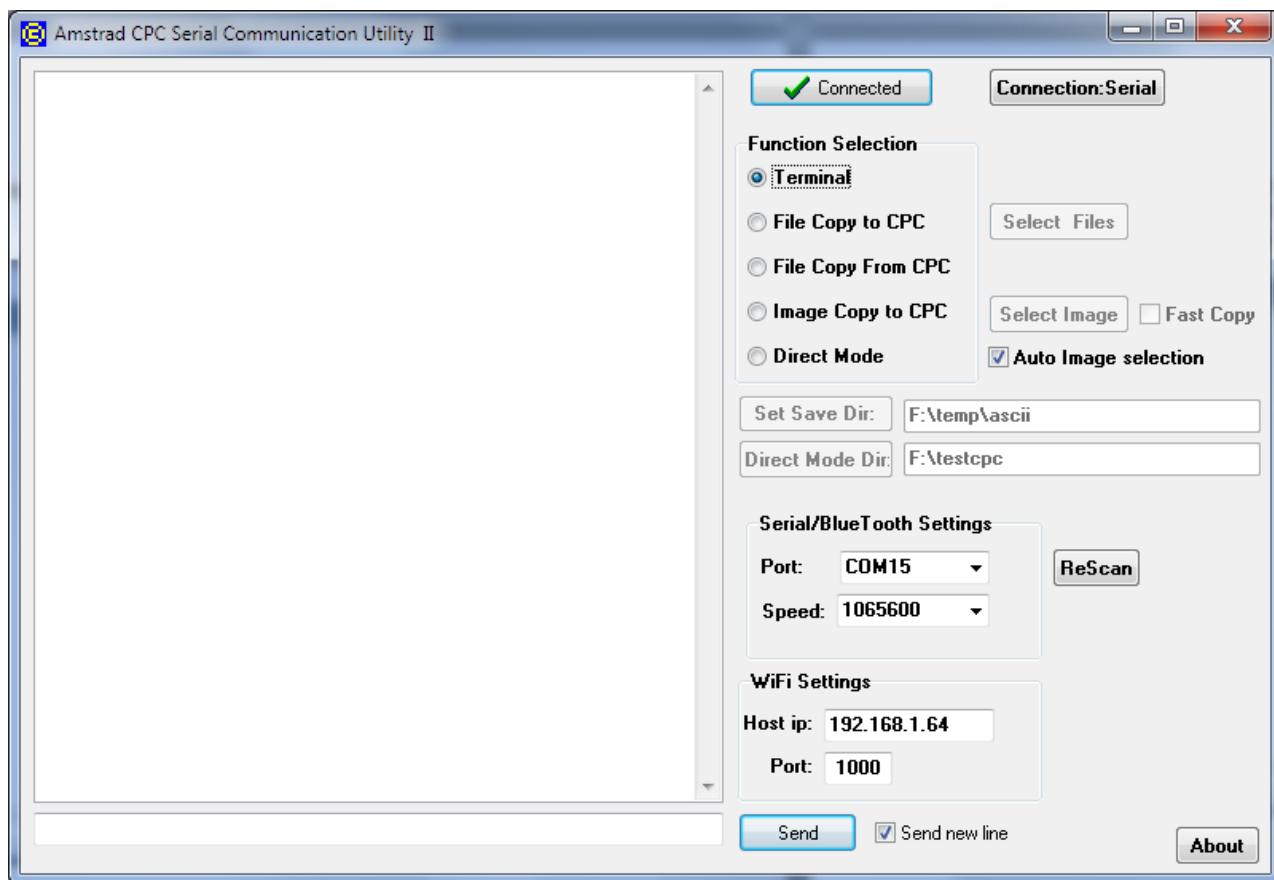 Amstrad CPC Serial Communication Utility II
Connected
Connection:Serial
Function Selection
Terminal
File Copy to CPC
Select Files
File Copy From CPC
Image Copy to CPC
Select Image
Fast Copy
Direct Mode
Auto Image selection
Set Save Dir:
F:\temp\ascii
Direct Mode Dir:
F:\testcpc
Serial/BlueTooth Settings
Port:
COM15
ReScan
Speed:
1065600
WiFi Settings
Host ip:
192.168.1.64
Port:
1000
Send
Send new line
About